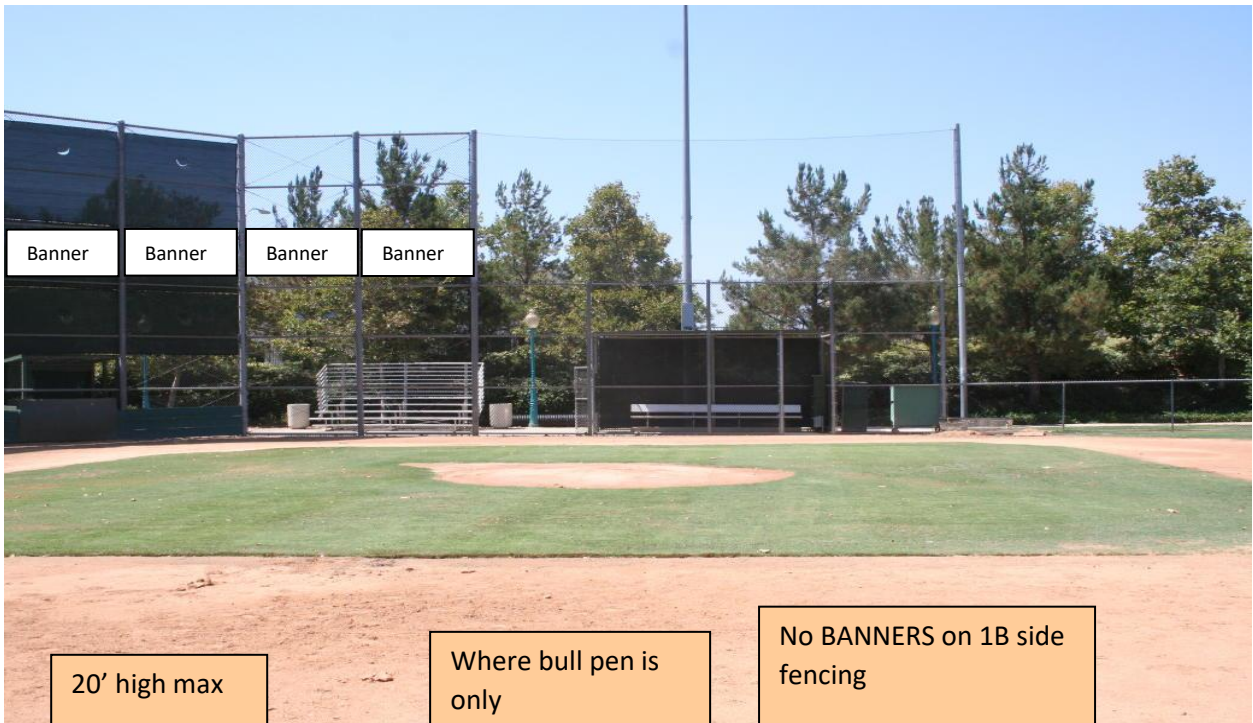 Banner Banner Banner Banner
20’ high max
Where bull pen is
only
No BANNERS on 1B side
fencing